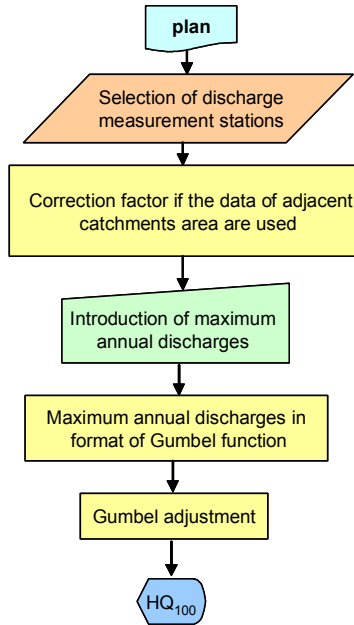 plan
Selection of discharge
measurement stations
Correction factor if the data of adjacent
catchments area are used
Introduction of maximum
annual discharges
Maximum annual discharges in
format of Gumbel function
Gumbel adjustment
HQ₁₀₀